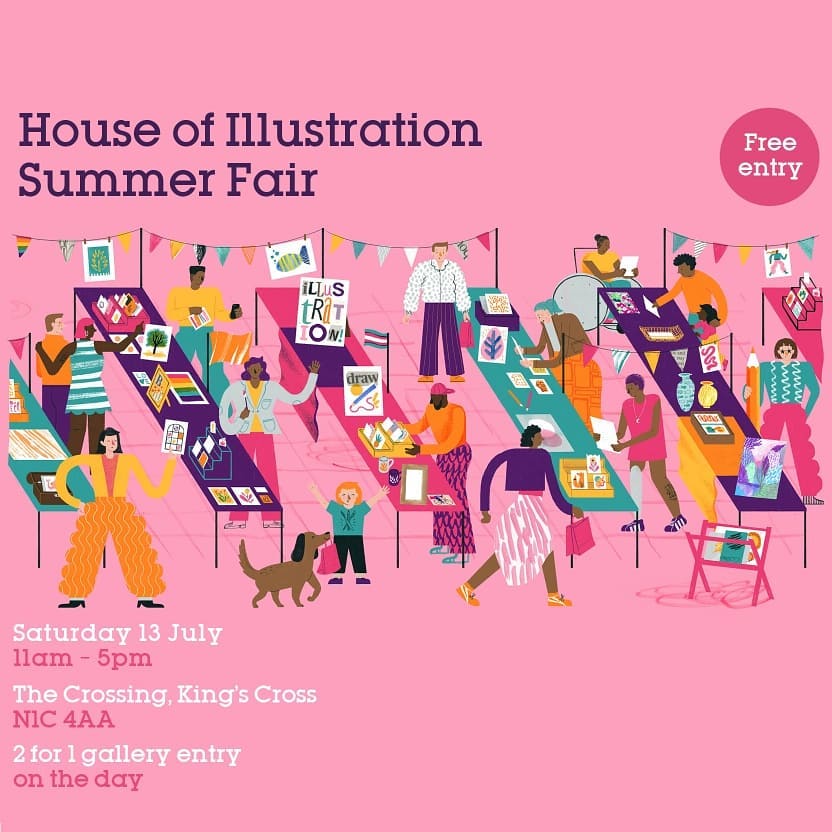 House of Illustration
Summer Fair
Free
entry
iLLUS
TRAT
ION!
draw
Saturday 13 July
11am - 5pm
The Crossing, King's Cross
N1C 4AA
2 for 1 gallery entry
on the day